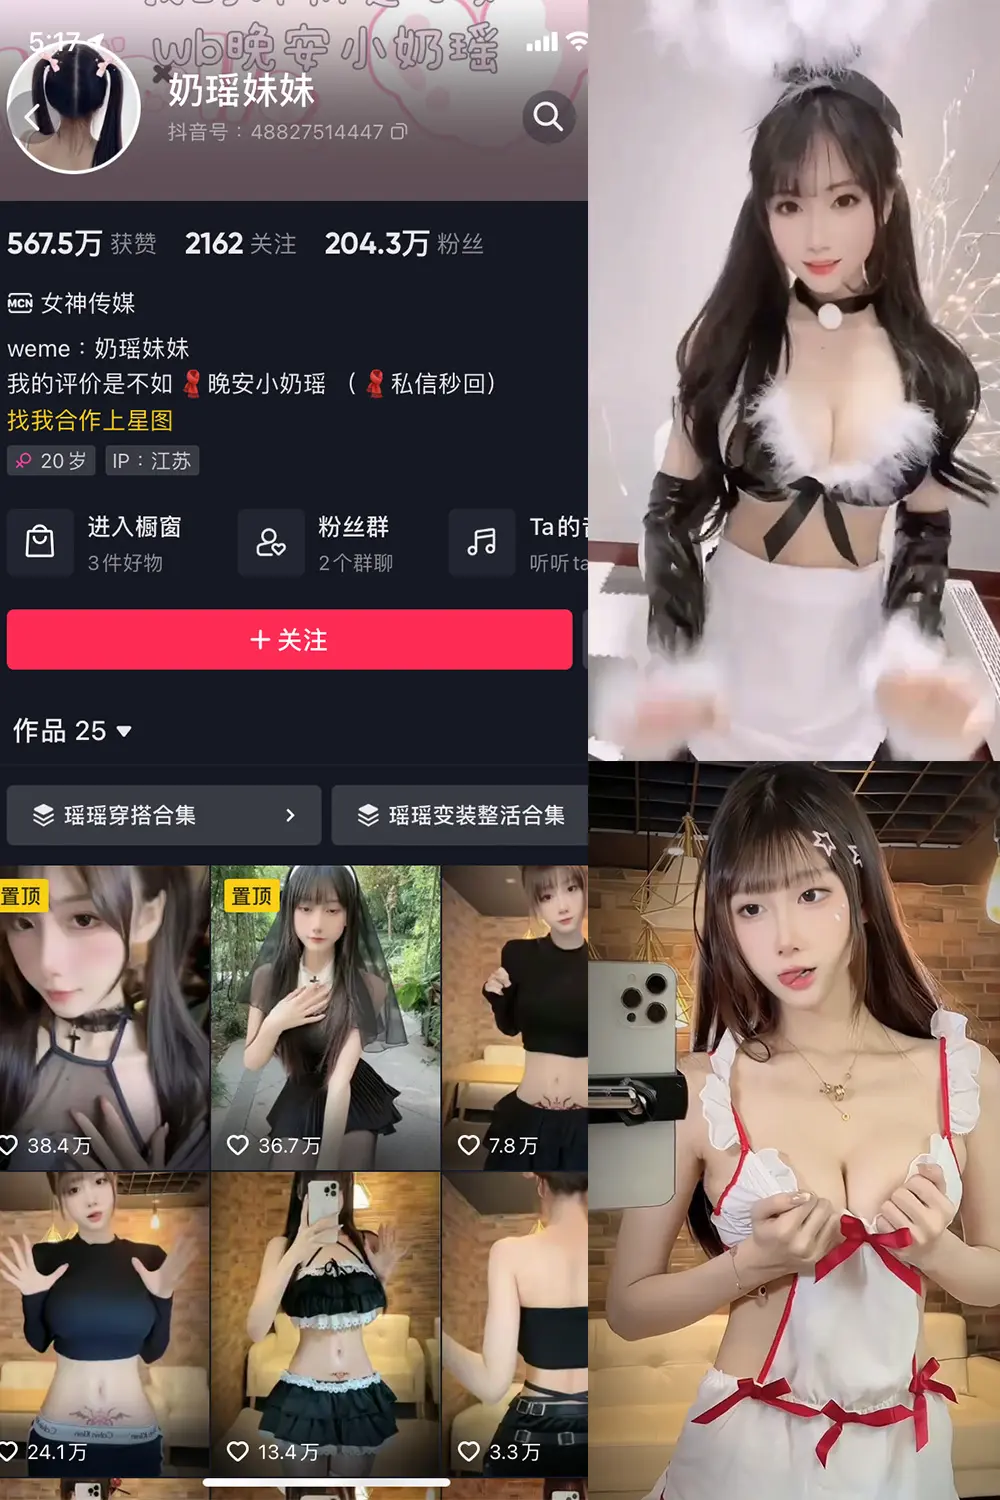 5:17
wb晚安小奶瑶
奶瑶妹妹
抖音号：48827514447
567.5万 获赞 2162 关注 204.3万 粉丝
MCN 女神传媒
weme：奶瑶妹妹
我的评价是不如 晚安小奶瑶 （ 私信秒回）
找我合作上星图
20岁 IP：江苏
进入橱窗 粉丝群 Ta的
3件好物 2个群聊 听听ta
+ 关注
作品 25
瑶瑶穿搭合集 瑶瑶变装整活合集
置顶 置顶
38.4万 36.7万 7.8万
Calvin Klein
24.1万 13.4万 3.3万